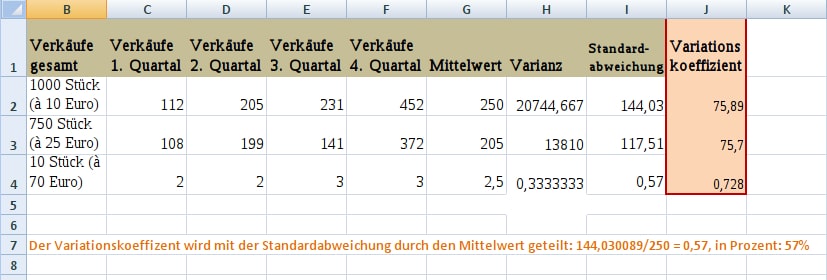 B C D E F G H I J K
Verkäufe Verkäufe Verkäufe Verkäufe Verkäufe Standard- Variations
1 gesamt 1. Quartal 2. Quartal 3. Quartal 4. Quartal Mittelwert Varianz abweichung koeffizient
1000 Stück
2 (à 10 Euro) 112 205 231 452 250 20744,667 144,03 75,89
750 Stück
3 (à 25 Euro) 108 199 141 372 205 13810 117,51 75,7
10 Stück (à
4 70 Euro) 2 2 3 3 2,5 0,3333333 0,57 0,728
5
6
7 Der Variationskoeffizent wird mit der Standardabweichung durch den Mittelwert geteilt: 144,030089/250 = 0,57, in Prozent: 57%
8